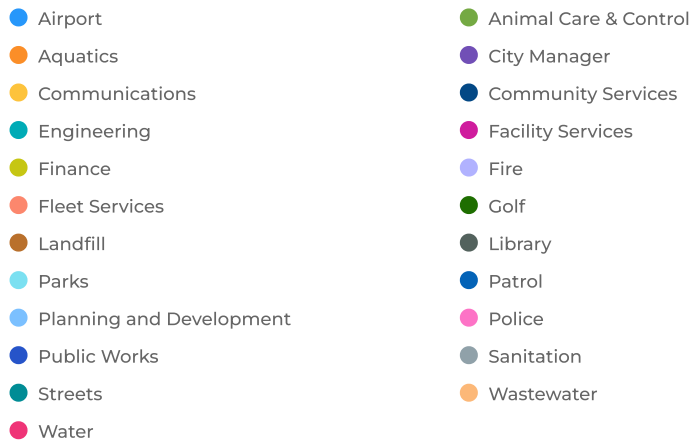 Airport
Animal Care & Control
Aquatics
City Manager
Communications
Community Services
Engineering
Facility Services
Finance
Fire
Fleet Services
Golf
Landfill
Library
Parks
Patrol
Planning and Development
Police
Public Works
Sanitation
Streets
Wastewater
Water